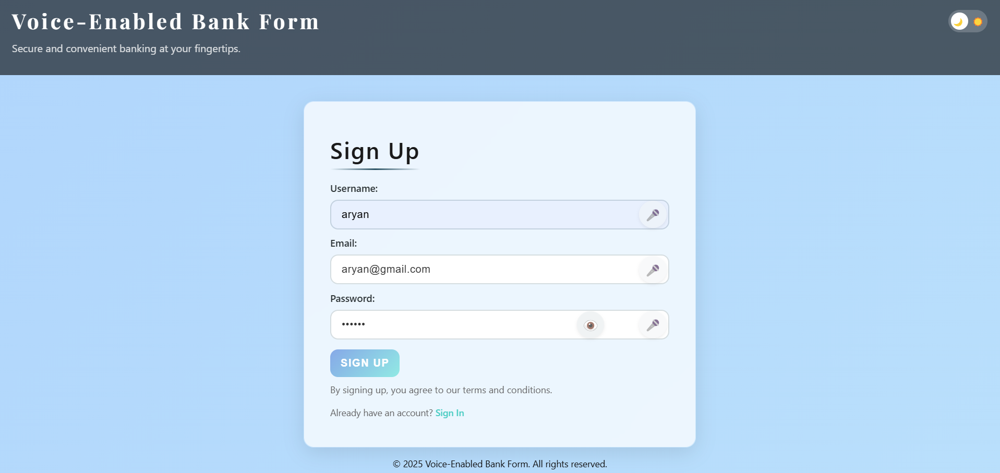 Voice-Enabled Bank Form
Secure and convenient banking at your fingertips.
Sign Up
Username:
aryan
Email:
aryan@gmail.com
Password:
••••••
SIGN UP
By signing up, you agree to our terms and conditions.
Already have an account? Sign In
© 2025 Voice-Enabled Bank Form. All rights reserved.